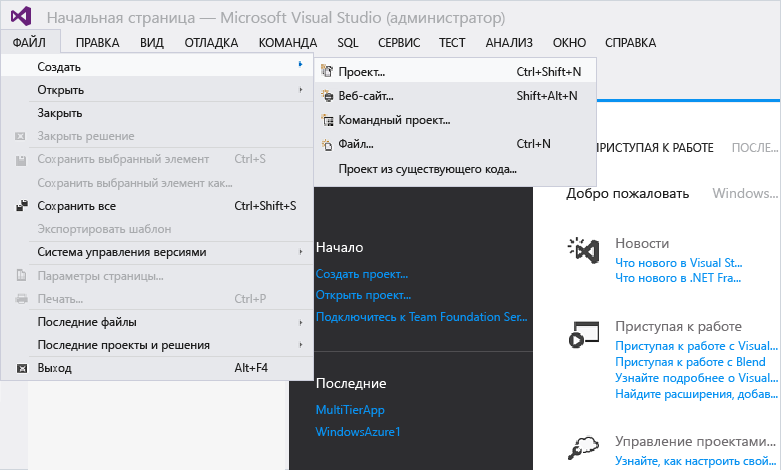 Начальная страница — Microsoft Visual Studio (администратор)
ФАЙЛ ПРАВКА ВИД ОТЛАДКА КОМАНДА SQL СЕРВИС ТЕСТ АНАЛИЗ ОКНО СПРАВКА
Создать
Открыть
Закрыть
Закрыть решение
Сохранить выбранный элемент Ctrl+S
Сохранить выбранный элемент как...
Сохранить все Ctrl+Shift+S
Экспортировать шаблон
Система управления версиями
Параметры страницы...
Печать... Ctrl+P
Последние файлы
Последние проекты и решения
Выход Alt+F4
Проект... Ctrl+Shift+N
Веб-сайт... Shift+Alt+N
Командный проект...
Файл... Ctrl+N
Проект из существующего кода...
Начало
Создать проект...
Открыть проект...
Подключитесь к Team Foundation Ser...
Последние
MultiTierApp
WindowsAzure1
ПРИСТУПАЯ К РАБОТЕ ПОСЛЕ...
Добро пожаловать Windows...
Новости
Что нового в Visual St...
Что нового в .NET Fra...
Приступая к работе
Приступая к работе с Visual...
Приступая к работе с Blend
Узнайте подробнее о Visual...
Найдите расширения, добав...
Управление проектами...
Узнайте, как настроить свой...